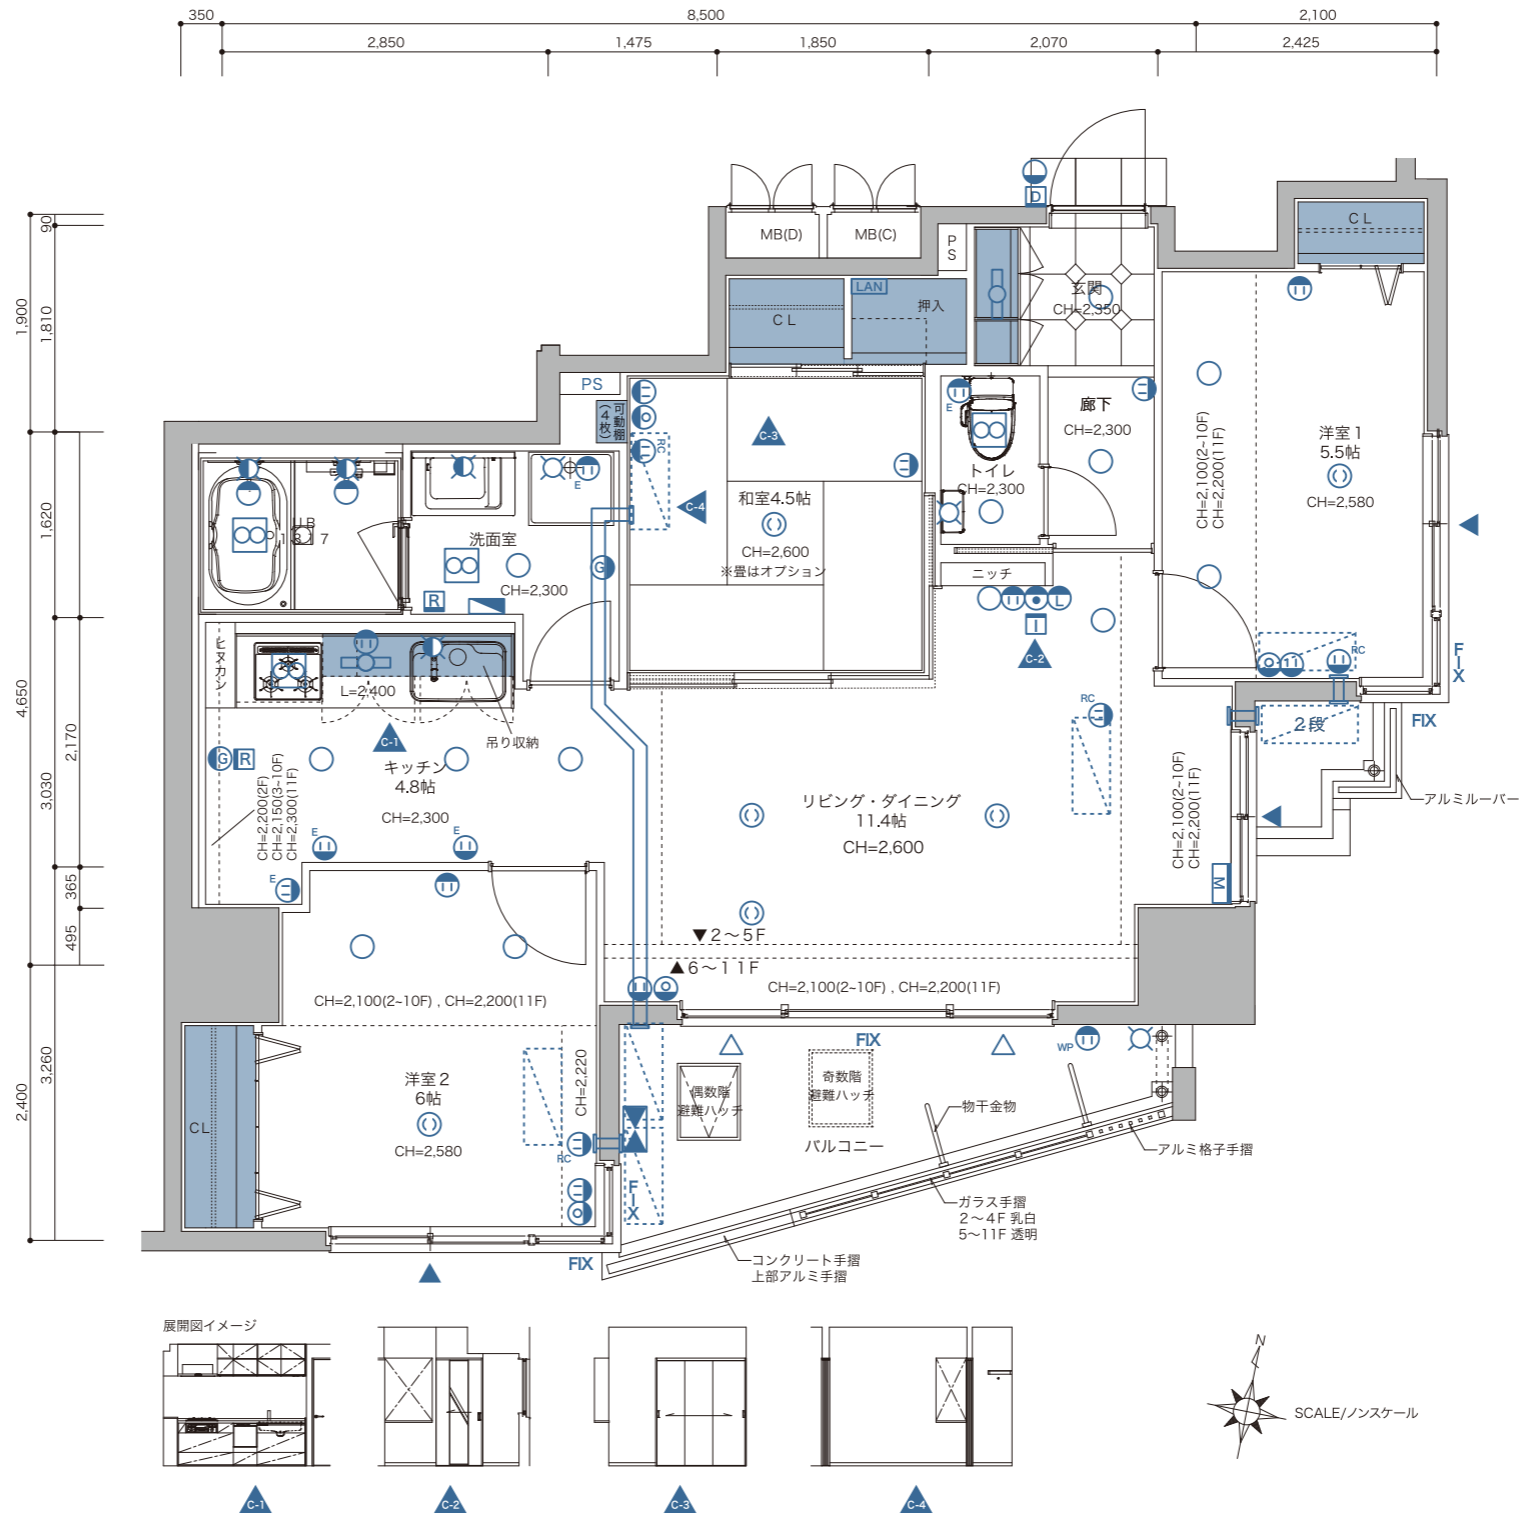 350
8,500
2,100
2,850
1,475
1,850
2,070
2,425
90
1,900
1,810
1,620
4,650
2,170
3,030
365
495
3,260
2,400
D
MB(D)
MB(C)
PS
CL
LAN
押入
CL
玄関
CH=2,350
PS
可動棚
(4枚)
RC
C-3
C-4
和室4.5帖
CH=2,600
※畳はオプション
E
トイレ
CH=2,300
廊下
CH=2,300
CH=2,100(2~10F)
CH=2,200(11F)
洋室1
5.5帖
CH=2,580
UB
1317
E
洗面室
CH=2,300
G
R
ニッチ
L
I
C-2
RC
FIX
FIX
2段
アルミルーバー
ヒヌカン
L=2,400
吊り収納
C-1
G
R
キッチン
4.8帖
CH=2,300
CH=2,200(2F)
CH=2,150(3~10F)
CH=2,300(11F)
E
E
E
RC
リビング・ダイニング
11.4帖
CH=2,600
CH=2,100(2~10F)
CH=2,200(11F)
M
▼2～5F
▲6～11F
CH=2,100(2~10F) , CH=2,200(11F)
CH=2,100(2~10F) , CH=2,200(11F)
FIX
WP
CL
洋室2
6帖
CH=2,580
CH=2,220
RC
FIX
FIX
偶数階
避難ハッチ
奇数階
避難ハッチ
バルコニー
物干金物
アルミ格子手摺
ガラス手摺
2～4F 乳白
5～11F 透明
コンクリート手摺
上部アルミ手摺
展開図イメージ
C-1
C-2
C-3
C-4
N
SCALE/ノンスケール